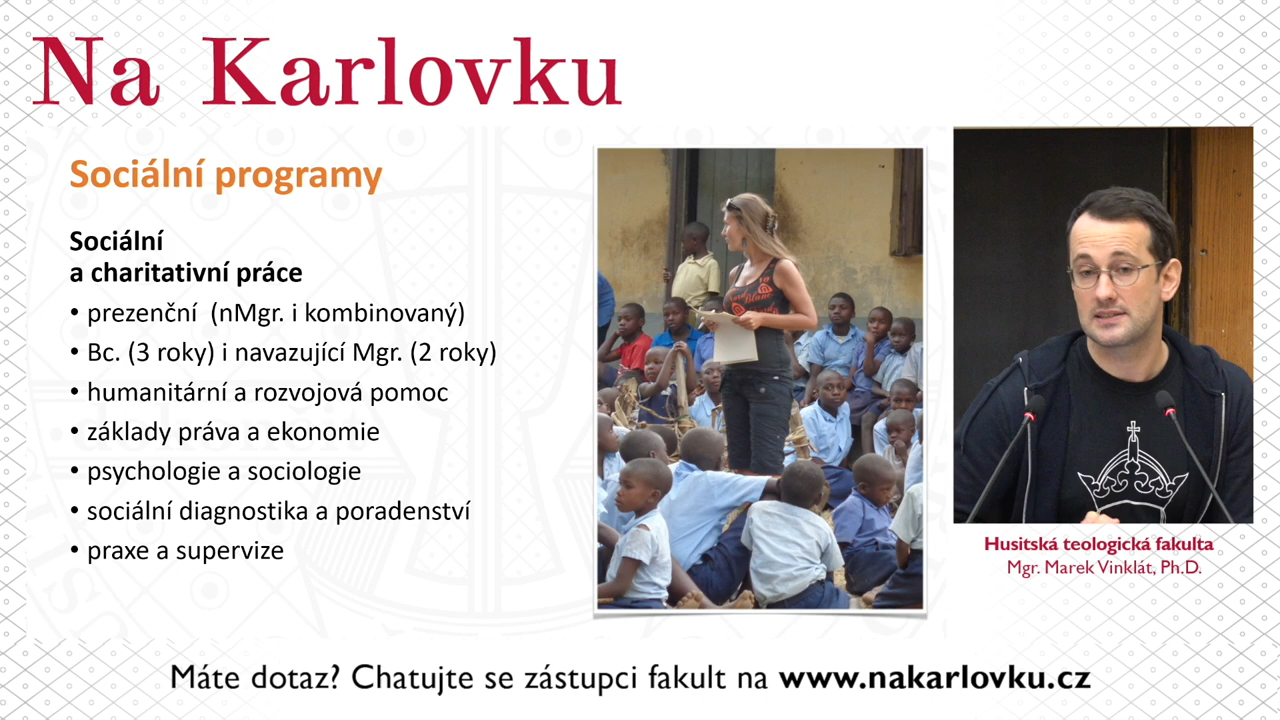 Na Karlovku
Sociální programy
Sociální
a charitativní práce
• prezenční (nMgr. i kombinovaný)
• Bc. (3 roky) i navazující Mgr. (2 roky)
• humanitární a rozvojová pomoc
• základy práva a ekonomie
• psychologie a sociologie
• sociální diagnostika a poradenství
• praxe a supervize
Husitská teologická fakulta
Mgr. Marek Vinklát, Ph.D.
Máte dotaz? Chatujte se zástupci fakult na www.nakarlovku.cz